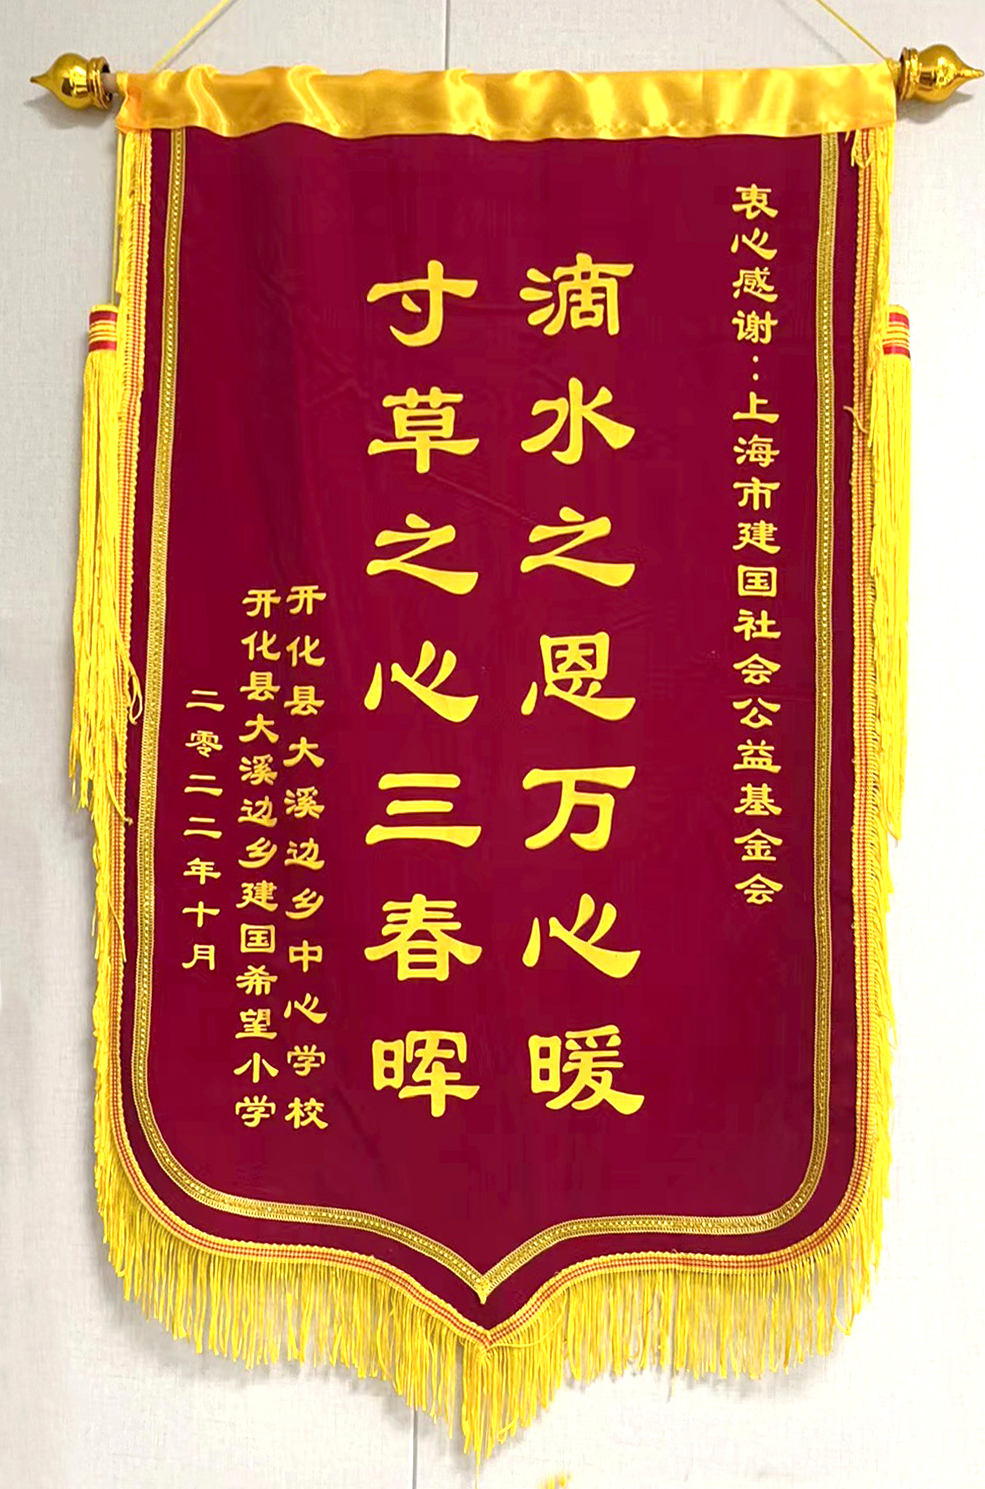 衷心感谢：上海市建国社会公益基金会
滴水之恩万心暖
寸草之心三春晖
开化县大溪边乡中心学校
开化县大溪边乡建国希望小学
二零二二年十月